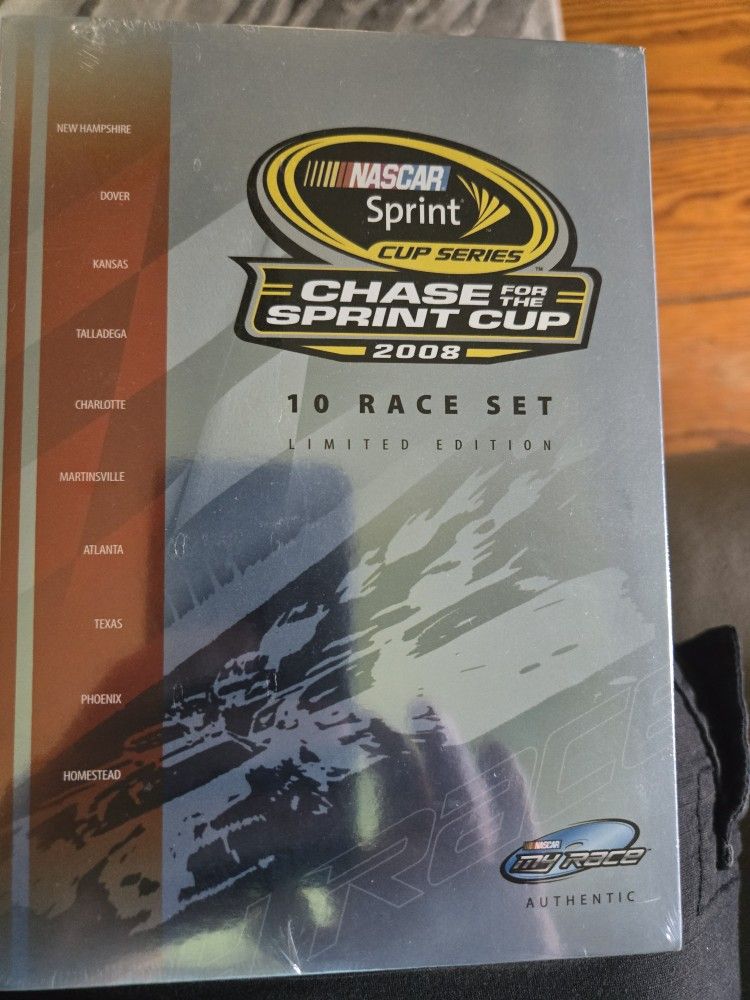 NEW HAMPSHIRE
DOVER
KANSAS
TALLADEGA
CHARLOTTE
MARTINSVILLE
ATLANTA
TEXAS
PHOENIX
HOMESTEAD
NASCAR
Sprint
CUP SERIES™
CHASE FOR THE
SPRINT CUP
2008
10 RACE SET
LIMITED EDITION
NASCAR
MY RACE
AUTHENTIC